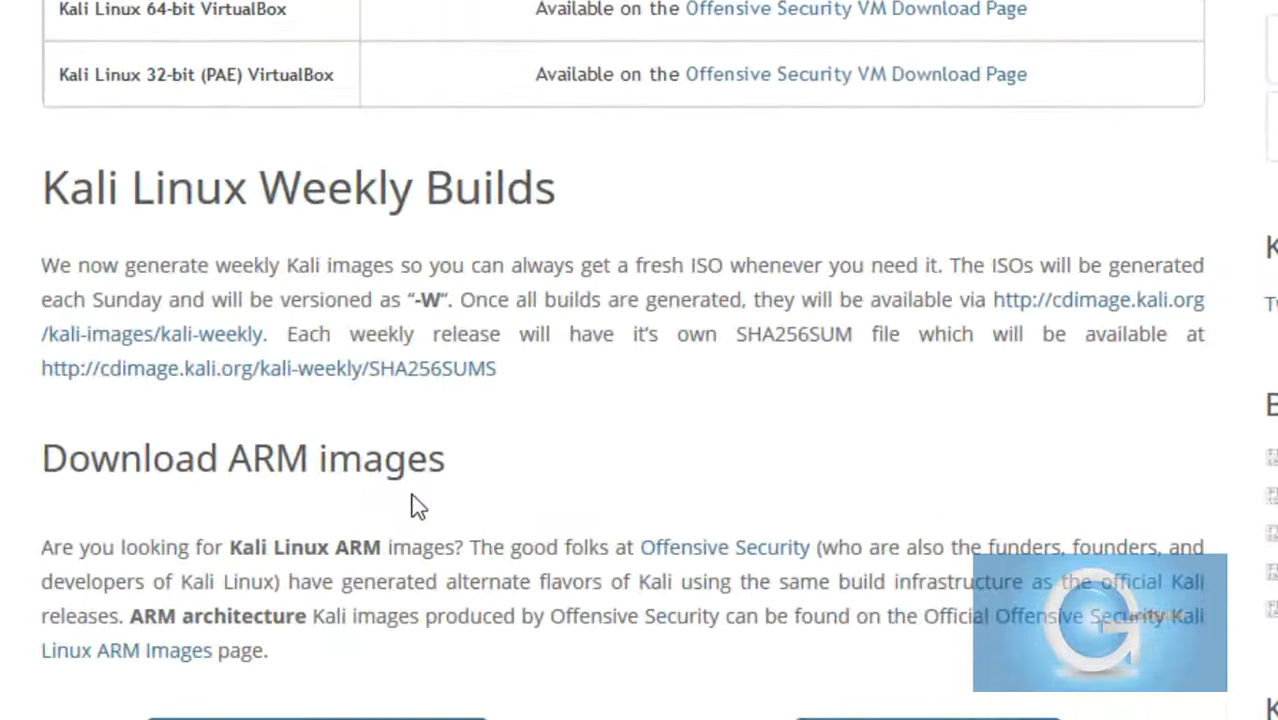 Kali Linux 64-bit VirtualBox
Available on the Offensive Security VM Download Page
Kali Linux 32-bit (PAE) VirtualBox
Available on the Offensive Security VM Download Page
Kali Linux Weekly Builds
We now generate weekly Kali images so you can always get a fresh ISO whenever you need it. The ISOs will be generated
each Sunday and will be versioned as “-W“. Once all builds are generated, they will be available via http://cdimage.kali.org
/kali-images/kali-weekly. Each weekly release will have it’s own SHA256SUM file which will be available at
http://cdimage.kali.org/kali-weekly/SHA256SUMS
Download ARM images
Are you looking for Kali Linux ARM images? The good folks at Offensive Security (who are also the funders, founders, and
developers of Kali Linux) have generated alternate flavors of Kali using the same build infrastructure as the official Kali
releases. ARM architecture Kali images produced by Offensive Security can be found on the Official Offensive Security Kali
Linux ARM Images page.